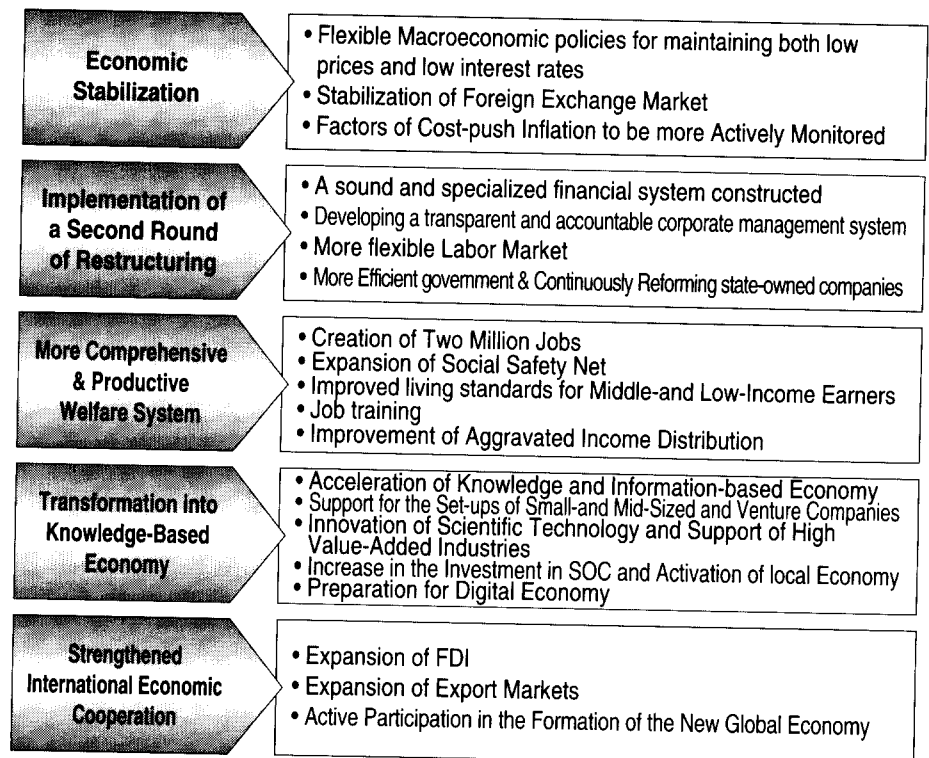 Economic
Stabilization
• Flexible Macroeconomic policies for maintaining both low
prices and low interest rates
• Stabilization of Foreign Exchange Market
• Factors of Cost-push Inflation to be more Actively Monitored
Implementation of
a Second Round
of Restructuring
• A sound and specialized financial system constructed
• Developing a transparent and accountable corporate management system
• More flexible Labor Market
• More Efficient government & Continuously Reforming state-owned companies
More Comprehensive
& Productive
Welfare System
• Creation of Two Million Jobs
• Expansion of Social Safety Net
• Improved living standards for Middle-and Low-Income Earners
• Job training
• Improvement of Aggravated Income Distribution
Transformation into
Knowledge-Based
Economy
• Acceleration of Knowledge and Information-based Economy
• Support for the Set-ups of Small-and Mid-Sized and Venture Companies
• Innovation of Scientific Technology and Support of High
Value-Added Industries
• Increase in the Investment in SOC and Activation of local Economy
• Preparation for Digital Economy
Strengthened
International Economic
Cooperation
• Expansion of FDI
• Expansion of Export Markets
• Active Participation in the Formation of the New Global Economy